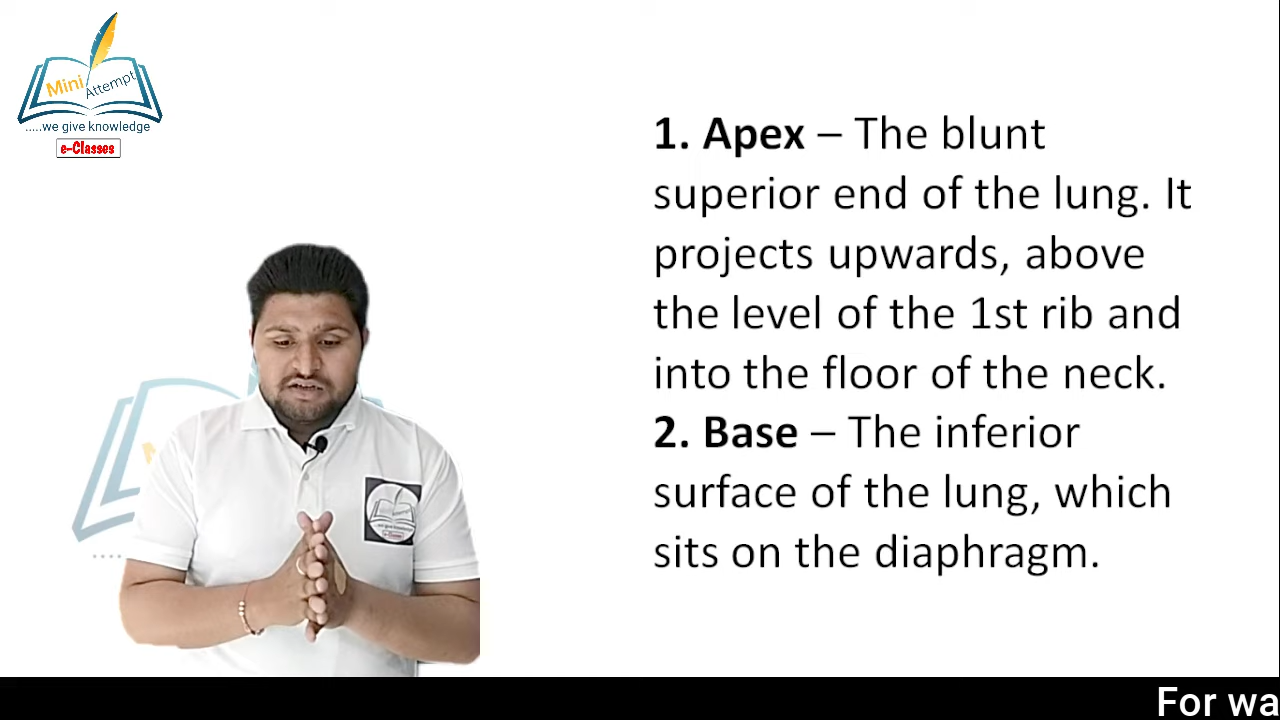 Mini Attempt
.....we give knowledge
e-Classes
1. Apex – The blunt
superior end of the lung. It
projects upwards, above
the level of the 1st rib and
into the floor of the neck.
2. Base – The inferior
surface of the lung, which
sits on the diaphragm.
For wa